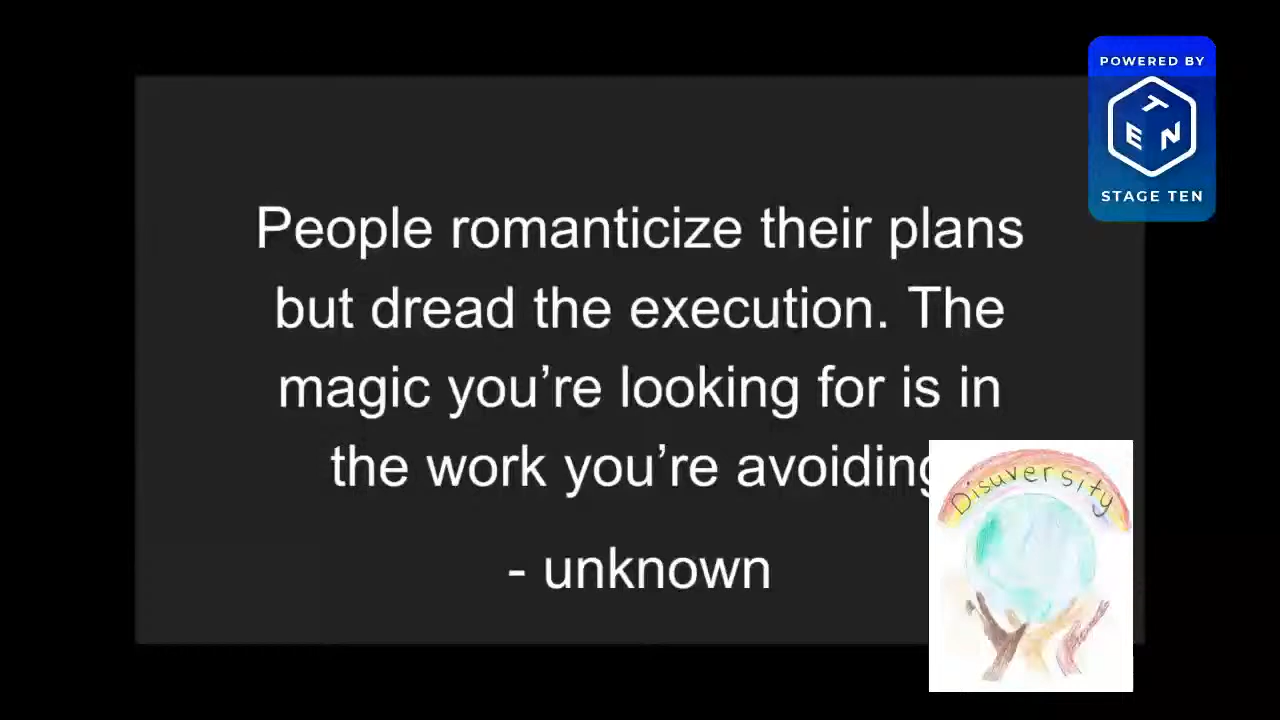 POWERED BY
TEN
STAGE TEN
People romanticize their plans
but dread the execution. The
magic you’re looking for is in
the work you’re avoiding
- unknown
Disuversity